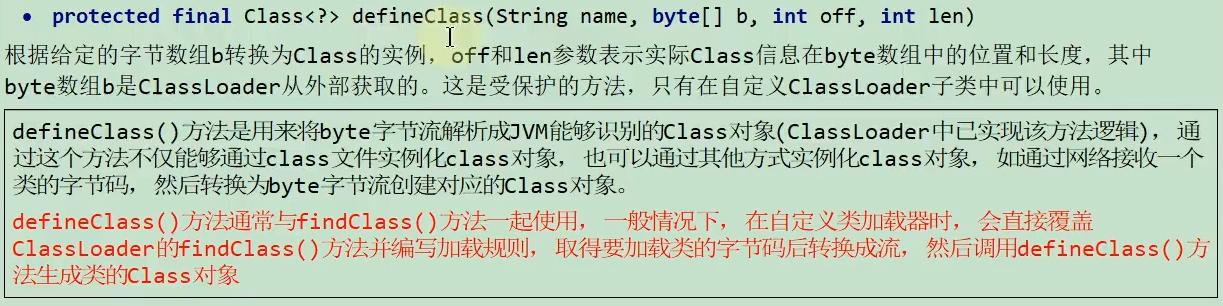 • protected final Class<?> defineClass(String name, byte[] b, int off, int len)
根据给定的字节数组b转换为Class的实例，off和len参数表示实际Class信息在byte数组中的位置和长度，其中
byte数组b是ClassLoader从外部获取的。这是受保护的方法，只有在自定义ClassLoader子类中可以使用。
defineClass()方法是用来将byte字节流解析成JVM能够识别的Class对象(ClassLoader中已实现该方法逻辑)，通
过这个方法不仅能够通过class文件实例化class对象，也可以通过其他方式实例化class对象，如通过网络接收一个
类的字节码，然后转换为byte字节流创建对应的Class对象。
defineClass()方法通常与findClass()方法一起使用，一般情况下，在自定义类加载器时，会直接覆盖
ClassLoader的findClass()方法并编写加载规则，取得要加载类的字节码后转换成流，然后调用defineClass()方
法生成类的Class对象